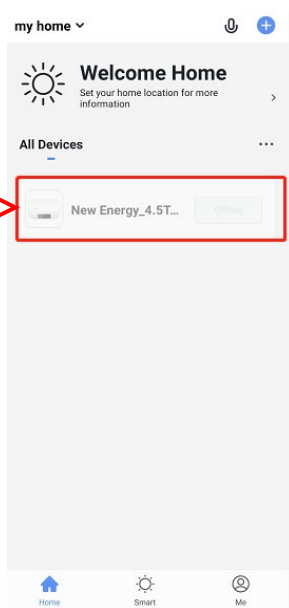 my home
Welcome Home
Set your home location for more
information
All Devices
New Energy_4.5T...
Offline
Home
Smart
Me